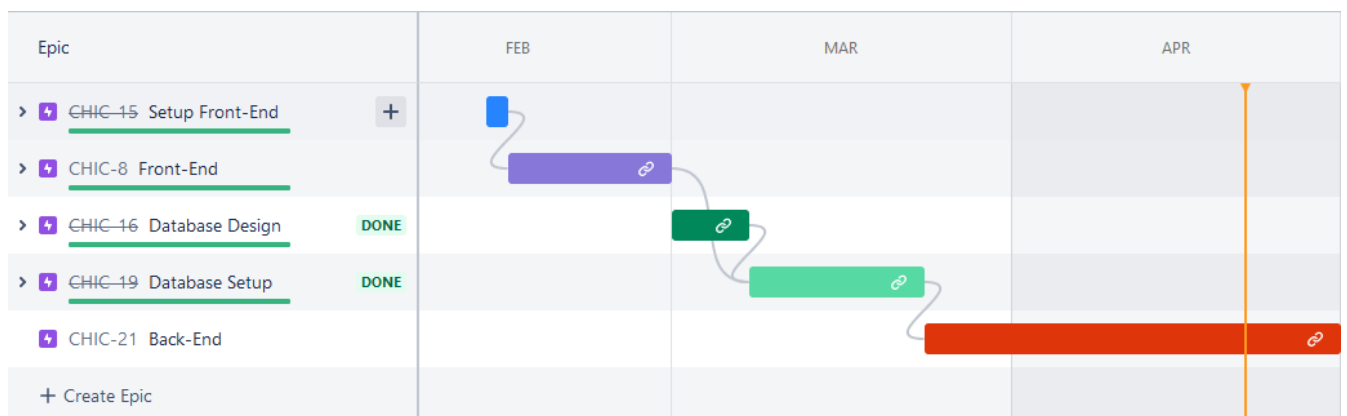 Epic FEB MAR APR
CHIC-15 Setup Front-End +
CHIC-8 Front-End
CHIC-16 Database Design DONE
CHIC-19 Database Setup DONE
CHIC-21 Back-End
+ Create Epic